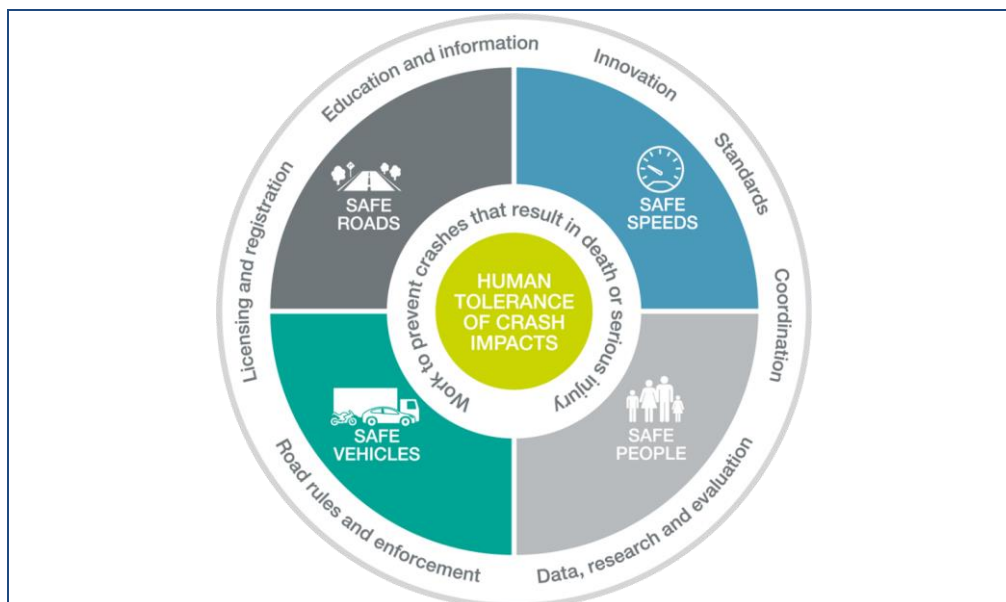 Education and information
Innovation
Standards
Coordination
Data, research and evaluation
Road rules and enforcement
Licensing and registration
SAFE
ROADS
SAFE
SPEEDS
SAFE
VEHICLES
SAFE
PEOPLE
Work to prevent crashes that result in death or serious injury
HUMAN
TOLERANCE
OF CRASH
IMPACTS